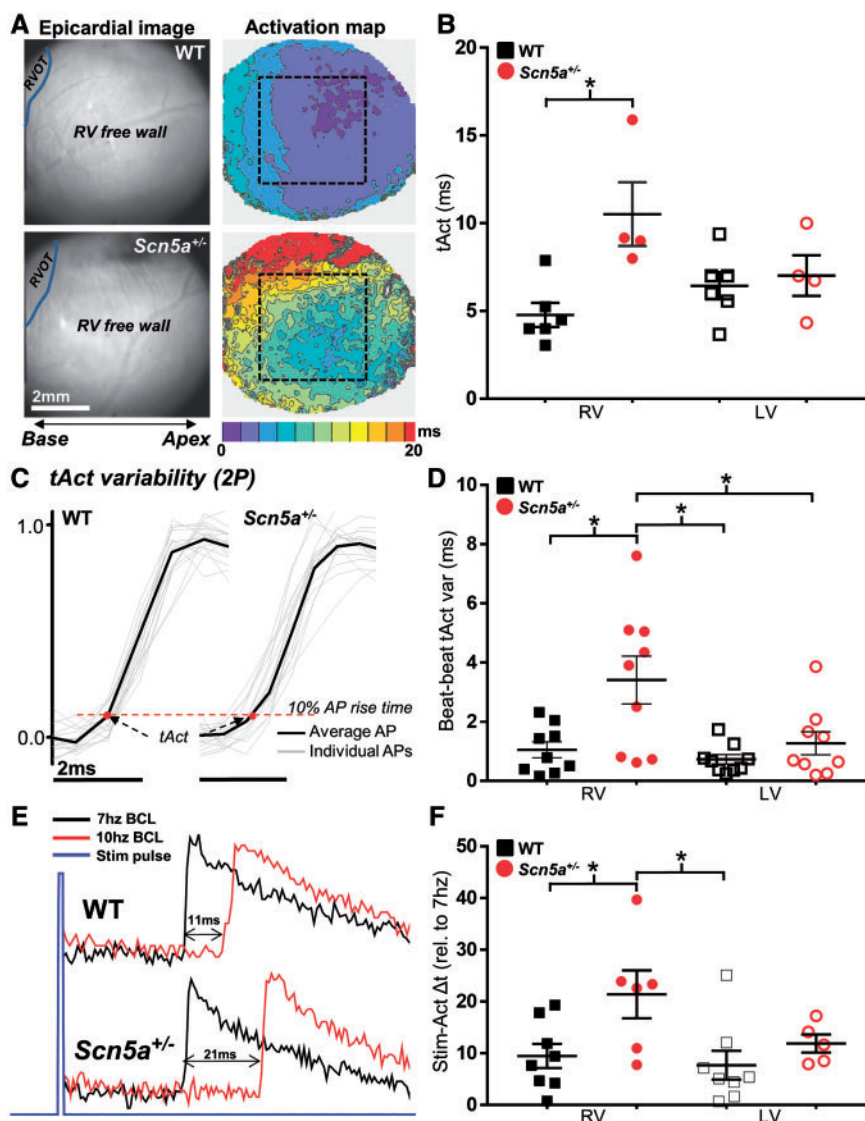 A
Epicardial image
Activation map
WT
RVOT
RV free wall
Scn5a+/-
RVOT
RV free wall
2mm
Base
Apex
ms
0
20
B
WT
Scn5a+/-
tAct (ms)
20
15
10
5
0
*
RV
LV
C
tAct variability (2P)
WT
Scn5a+/-
1.0
0.0
10% AP rise time
tAct
Average AP
Individual APs
2ms
D
WT
Scn5a+/-
Beat-beat tAct var (ms)
10
8
6
4
2
0
*
*
*
RV
LV
E
7hz BCL
10hz BCL
Stim pulse
WT
11ms
Scn5a+/-
21ms
F
WT
Scn5a+/-
Stim-Act Δt (rel. to 7hz)
50
40
30
20
10
0
*
*
RV
LV